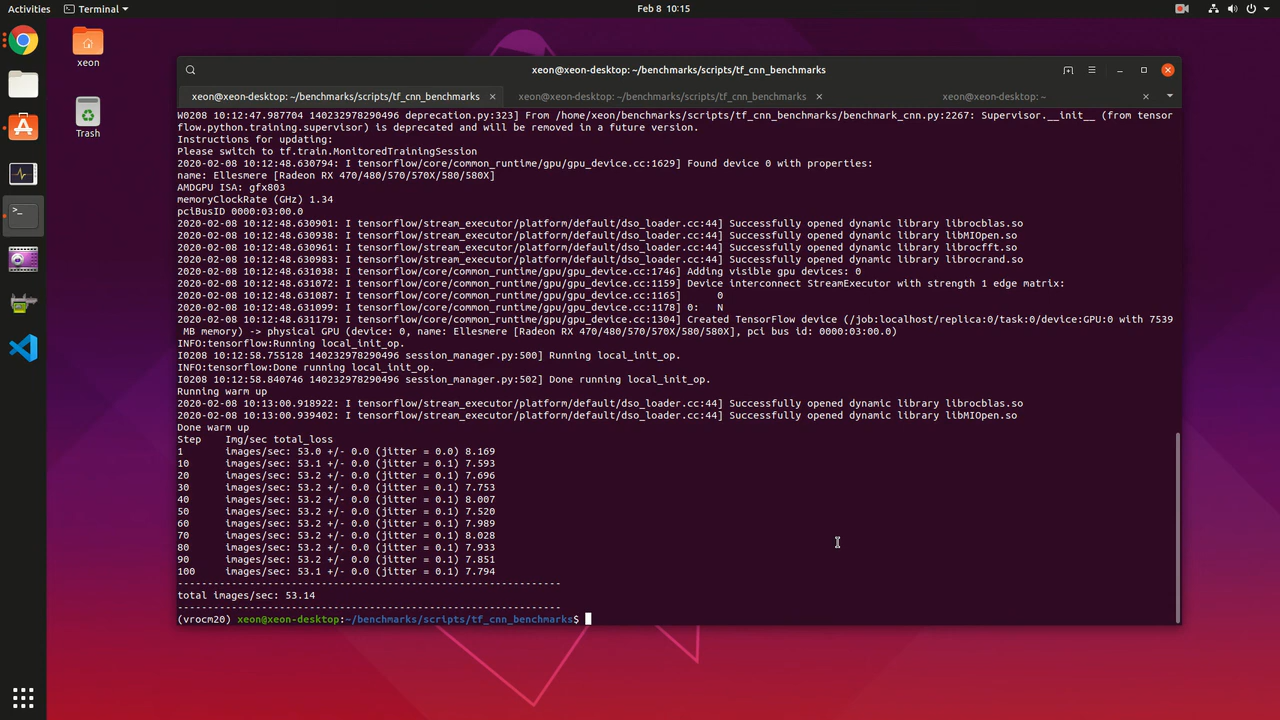 Activities
Terminal
Feb 8 10:15
xeon
Trash
xeon@xeon-desktop: ~/benchmarks/scripts/tf_cnn_benchmarks
xeon@xeon-desktop: ~/benchmarks/scripts/tf_cnn_benchmarks
xeon@xeon-desktop: ~/benchmarks/scripts/tf_cnn_benchmarks
xeon@xeon-desktop: ~
W0208 10:12:47.987704 140232978290496 deprecation.py:323] From /home/xeon/benchmarks/scripts/tf_cnn_benchmarks/benchmark_cnn.py:2267: Supervisor.__init__ (from tensor
flow.python.training.supervisor) is deprecated and will be removed in a future version.
Instructions for updating:
Please switch to tf.train.MonitoredTrainingSession
2020-02-08 10:12:48.630794: I tensorflow/core/common_runtime/gpu/gpu_device.cc:1629] Found device 0 with properties:
name: Ellesmere [Radeon RX 470/480/570/570X/580/580X]
AMDGPU ISA: gfx803
memoryClockRate (GHz) 1.34
pciBusID 0000:03:00.0
2020-02-08 10:12:48.630901: I tensorflow/stream_executor/platform/default/dso_loader.cc:44] Successfully opened dynamic library librocblas.so
2020-02-08 10:12:48.630938: I tensorflow/stream_executor/platform/default/dso_loader.cc:44] Successfully opened dynamic library libMIOpen.so
2020-02-08 10:12:48.630961: I tensorflow/stream_executor/platform/default/dso_loader.cc:44] Successfully opened dynamic library librocfft.so
2020-02-08 10:12:48.630983: I tensorflow/stream_executor/platform/default/dso_loader.cc:44] Successfully opened dynamic library librocrand.so
2020-02-08 10:12:48.631038: I tensorflow/core/common_runtime/gpu/gpu_device.cc:1746] Adding visible gpu devices: 0
2020-02-08 10:12:48.631072: I tensorflow/core/common_runtime/gpu/gpu_device.cc:1159] Device interconnect StreamExecutor with strength 1 edge matrix:
2020-02-08 10:12:48.631087: I tensorflow/core/common_runtime/gpu/gpu_device.cc:1165]      0
2020-02-08 10:12:48.631099: I tensorflow/core/common_runtime/gpu/gpu_device.cc:1178] 0:   N
2020-02-08 10:12:48.631179: I tensorflow/core/common_runtime/gpu/gpu_device.cc:1304] Created TensorFlow device (/job:localhost/replica:0/task:0/device:GPU:0 with 7539
 MB memory) -> physical GPU (device: 0, name: Ellesmere [Radeon RX 470/480/570/570X/580/580X], pci bus id: 0000:03:00.0)
INFO:tensorflow:Running local_init_op.
I0208 10:12:58.755128 140232978290496 session_manager.py:500] Running local_init_op.
INFO:tensorflow:Done running local_init_op.
I0208 10:12:58.840746 140232978290496 session_manager.py:502] Done running local_init_op.
Running warm up
2020-02-08 10:13:00.918922: I tensorflow/stream_executor/platform/default/dso_loader.cc:44] Successfully opened dynamic library librocblas.so
2020-02-08 10:13:00.939402: I tensorflow/stream_executor/platform/default/dso_loader.cc:44] Successfully opened dynamic library libMIOpen.so
Done warm up
Step    Img/sec total_loss
1       images/sec: 53.0 +/- 0.0 (jitter = 0.0) 8.169
10      images/sec: 53.1 +/- 0.0 (jitter = 0.1) 7.593
20      images/sec: 53.2 +/- 0.0 (jitter = 0.1) 7.696
30      images/sec: 53.2 +/- 0.0 (jitter = 0.1) 7.753
40      images/sec: 53.2 +/- 0.0 (jitter = 0.1) 8.007
50      images/sec: 53.2 +/- 0.0 (jitter = 0.1) 7.520
60      images/sec: 53.2 +/- 0.0 (jitter = 0.1) 7.989
70      images/sec: 53.2 +/- 0.0 (jitter = 0.1) 8.028
80      images/sec: 53.2 +/- 0.0 (jitter = 0.1) 7.933
90      images/sec: 53.2 +/- 0.0 (jitter = 0.1) 7.851
100     images/sec: 53.1 +/- 0.0 (jitter = 0.1) 7.794
----------------------------------------------------------------
total images/sec: 53.14
----------------------------------------------------------------
(vrocm20) xeon@xeon-desktop:~/benchmarks/scripts/tf_cnn_benchmarks$